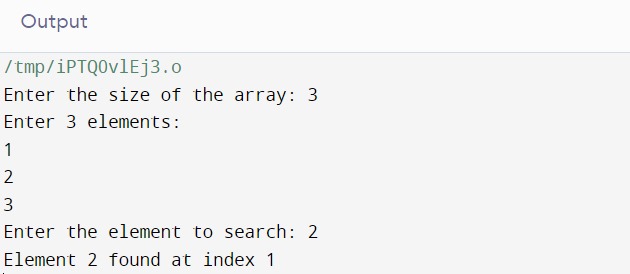 Output
/tmp/iPTQOvlEj3.o
Enter the size of the array: 3
Enter 3 elements:
1
2
3
Enter the element to search: 2
Element 2 found at index 1